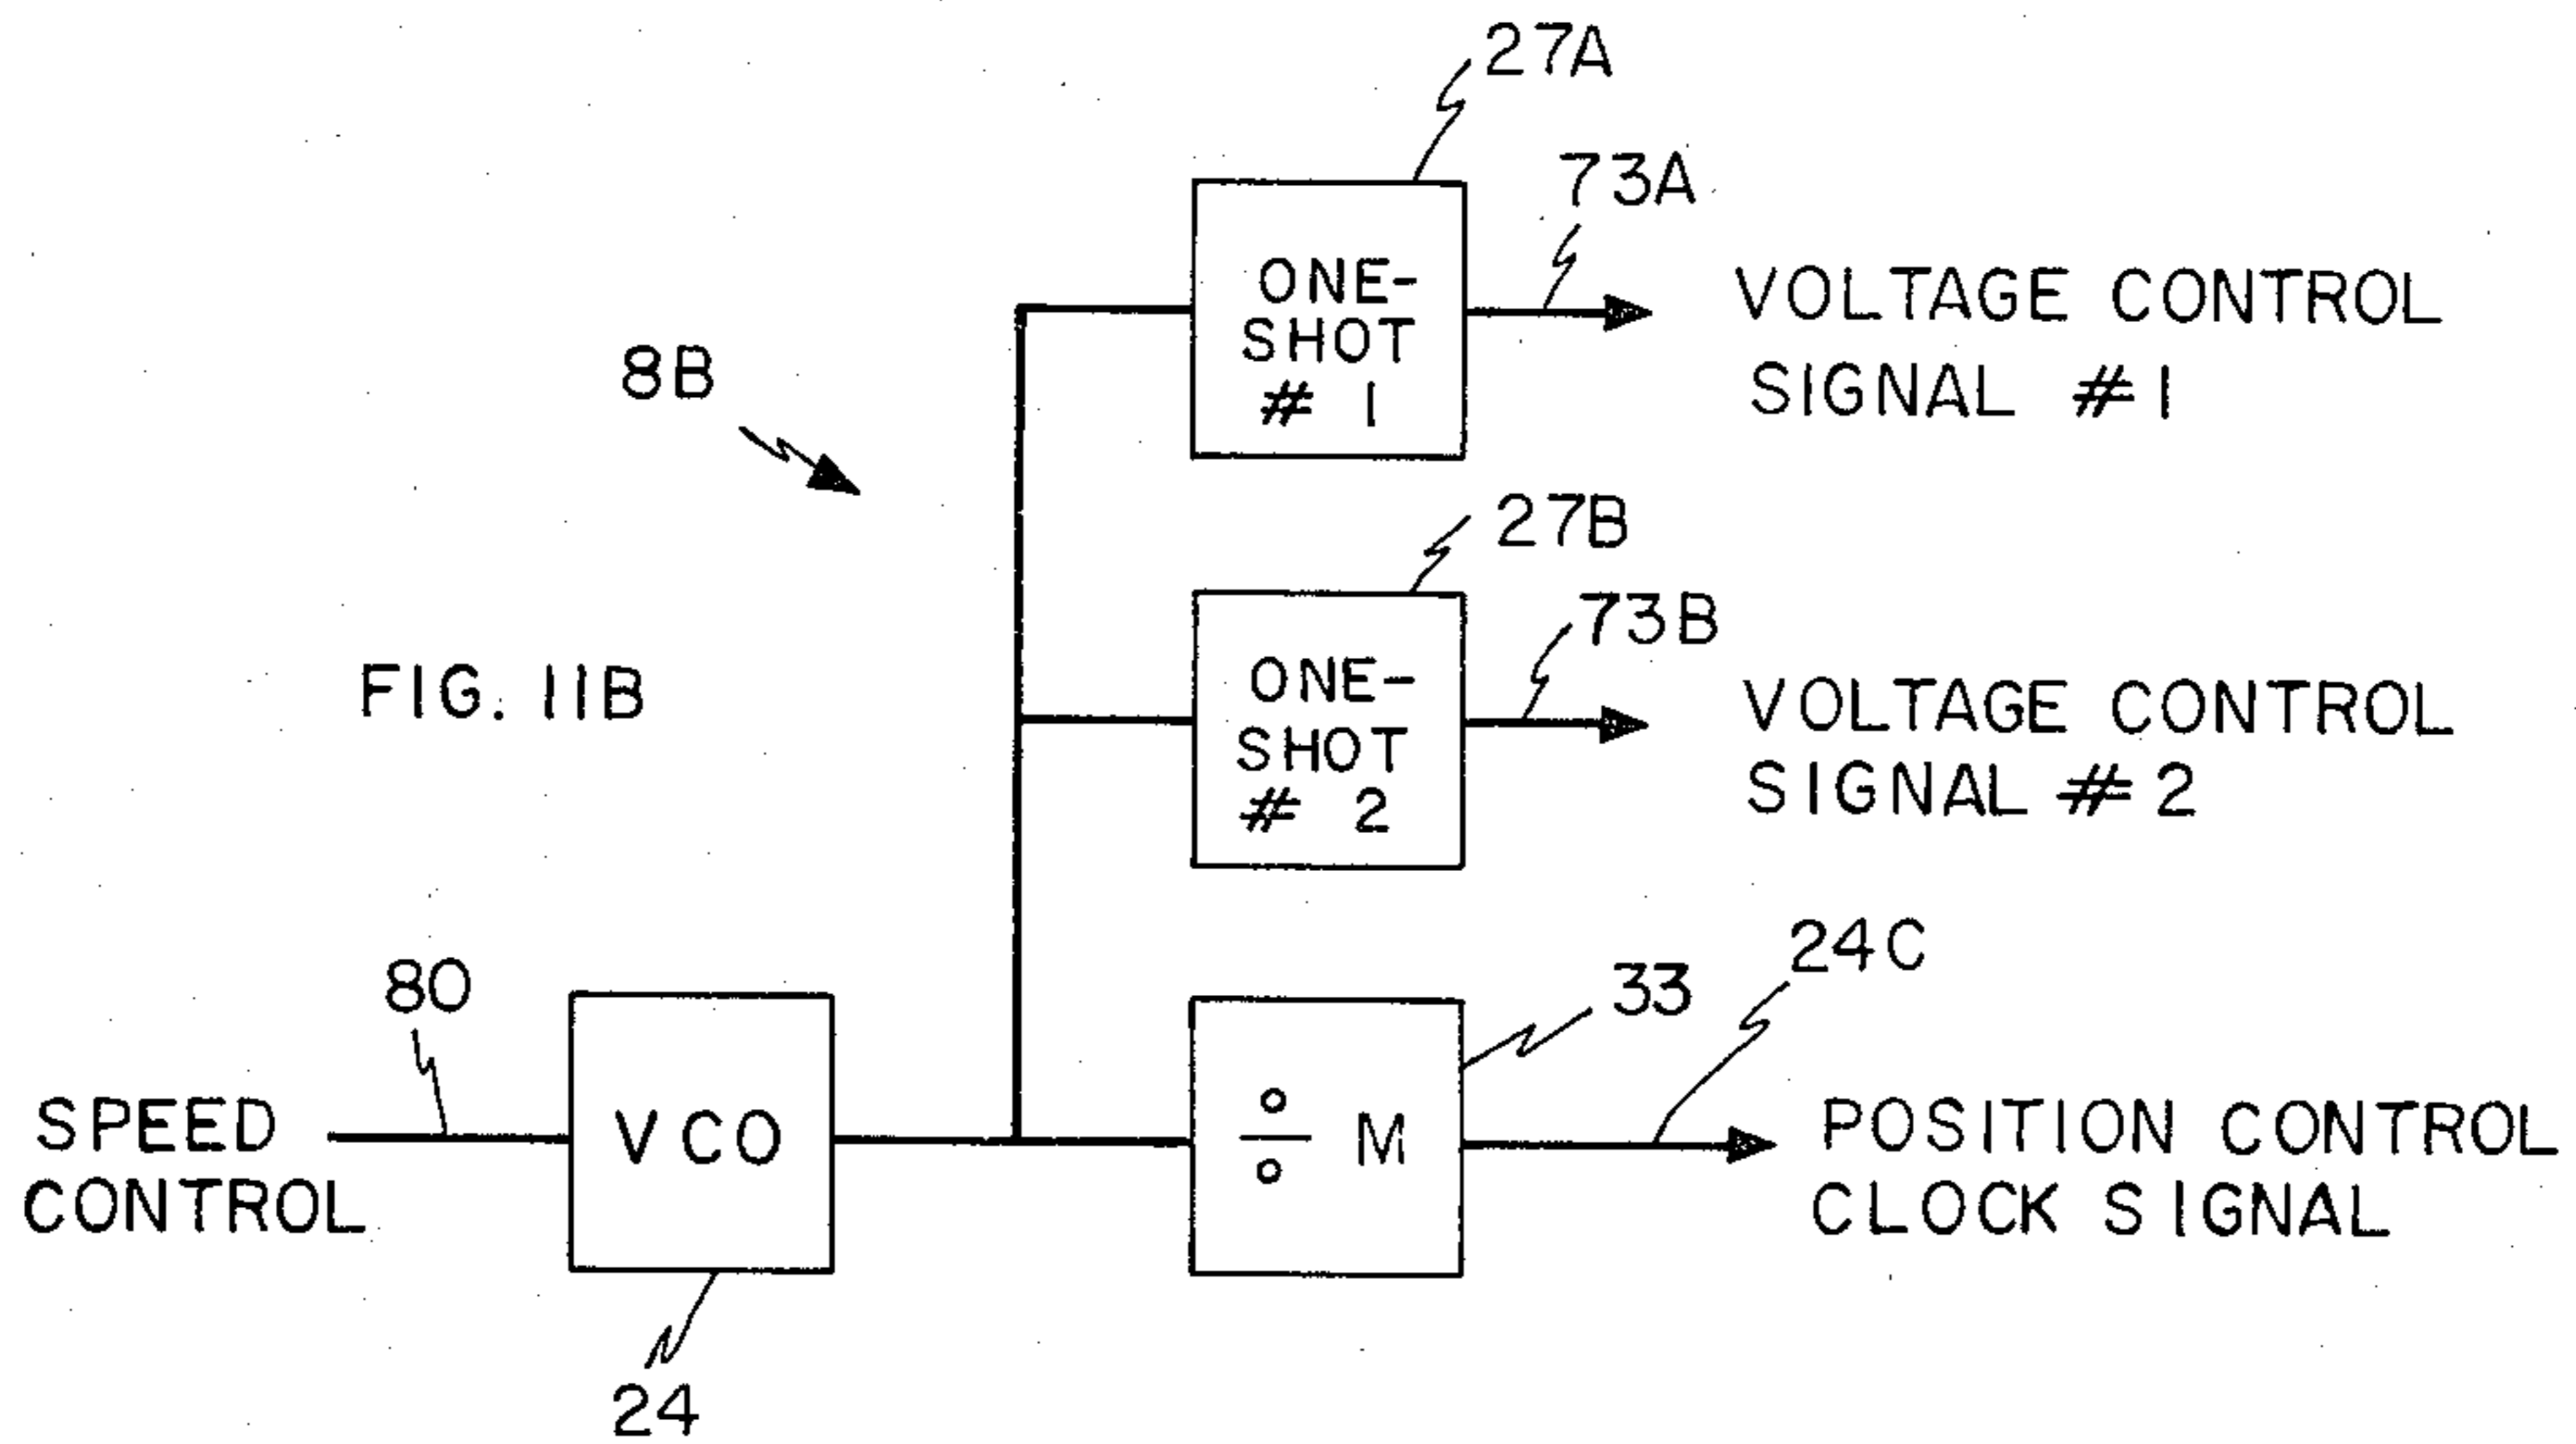 27A
73A
ONE-
SHOT
# 1
VOLTAGE CONTROL
SIGNAL #1
8B
27B
73B
ONE-
SHOT
# 2
VOLTAGE CONTROL
SIGNAL #2
FIG. 11B
80
SPEED
CONTROL
VCO
24
÷ M
33
24C
POSITION CONTROL
CLOCK SIGNAL